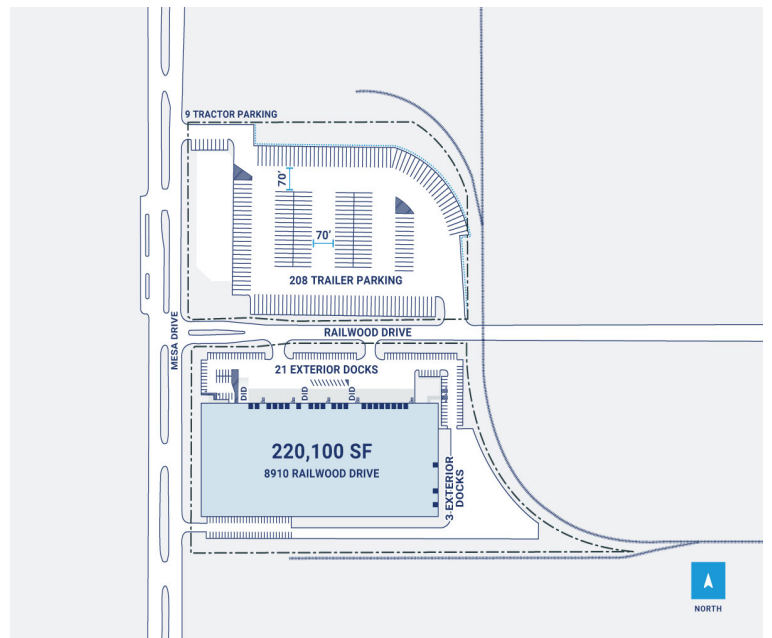 9 TRACTOR PARKING
70'
70'
208 TRAILER PARKING
MESA DRIVE
RAILWOOD DRIVE
21 EXTERIOR DOCKS
DID
DID
DID
220,100 SF
8910 RAILWOOD DRIVE
3 EXTERIOR
DOCKS
NORTH